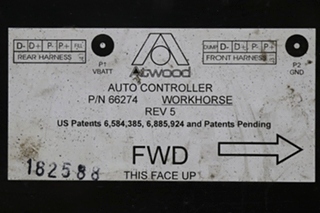 D- D+ P- P+
REAR HARNESS
P1
VBATT
Atwood
DUMP D- D+ P- P+
FRONT HARNESS
P2
GND
AUTO CONTROLLER
P/N 66274 WORKHORSE
REV 5
US Patents 6,584,385, 6,885,924 and Patents Pending
FWD
THIS FACE UP
182588